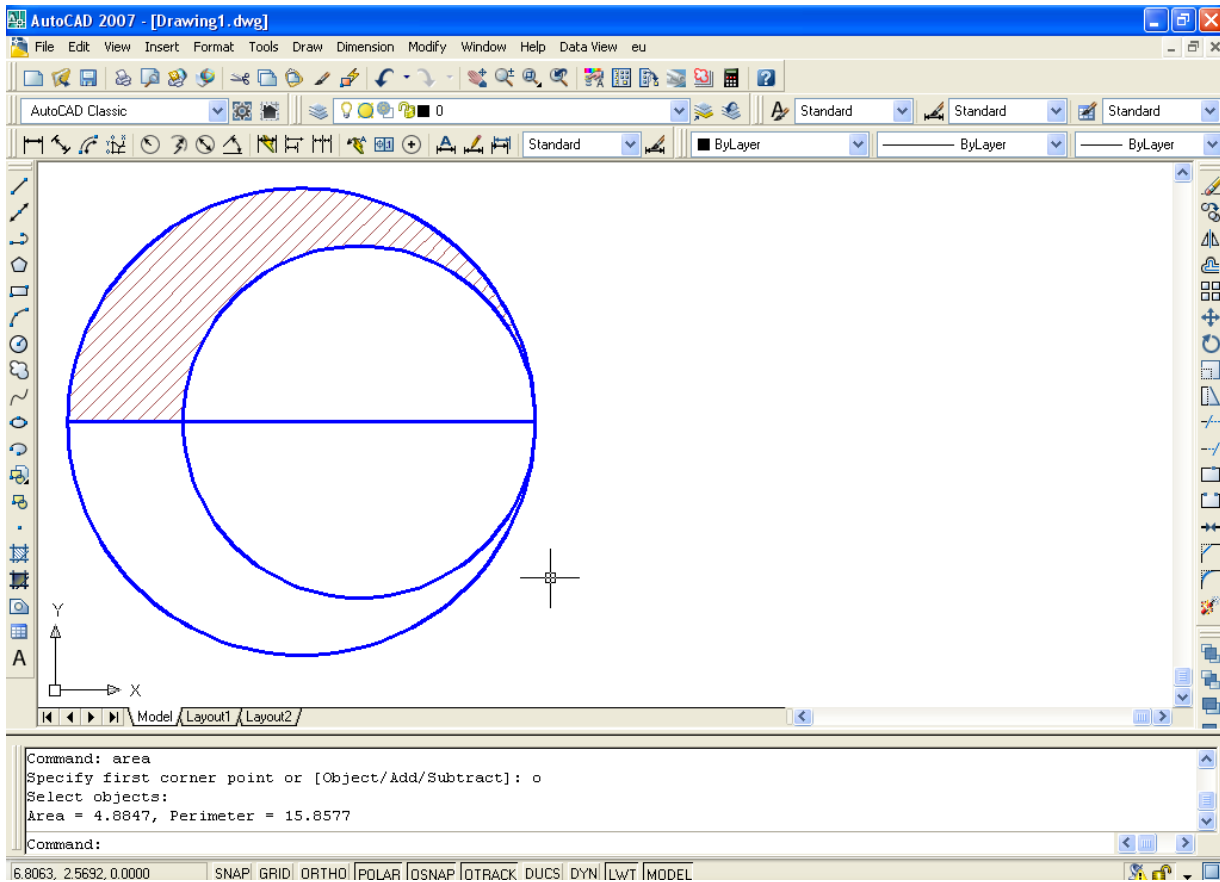 AutoCAD 2007 - [Drawing1.dwg]
File Edit View Insert Format Tools Draw Dimension Modify Window Help Data View eu
AutoCAD Classic 0 Standard Standard Standard
Standard ByLayer ByLayer ByLayer
Y
X
A
Model Layout1 Layout2
Command: area
Specify first corner point or [Object/Add/Subtract]: o
Select objects:
Area = 4.8847, Perimeter = 15.8577
Command:
6.8063, 2.5692, 0.0000 SNAP GRID ORTHO POLAR OSNAP OTRACK DUCS DYN LWT MODEL